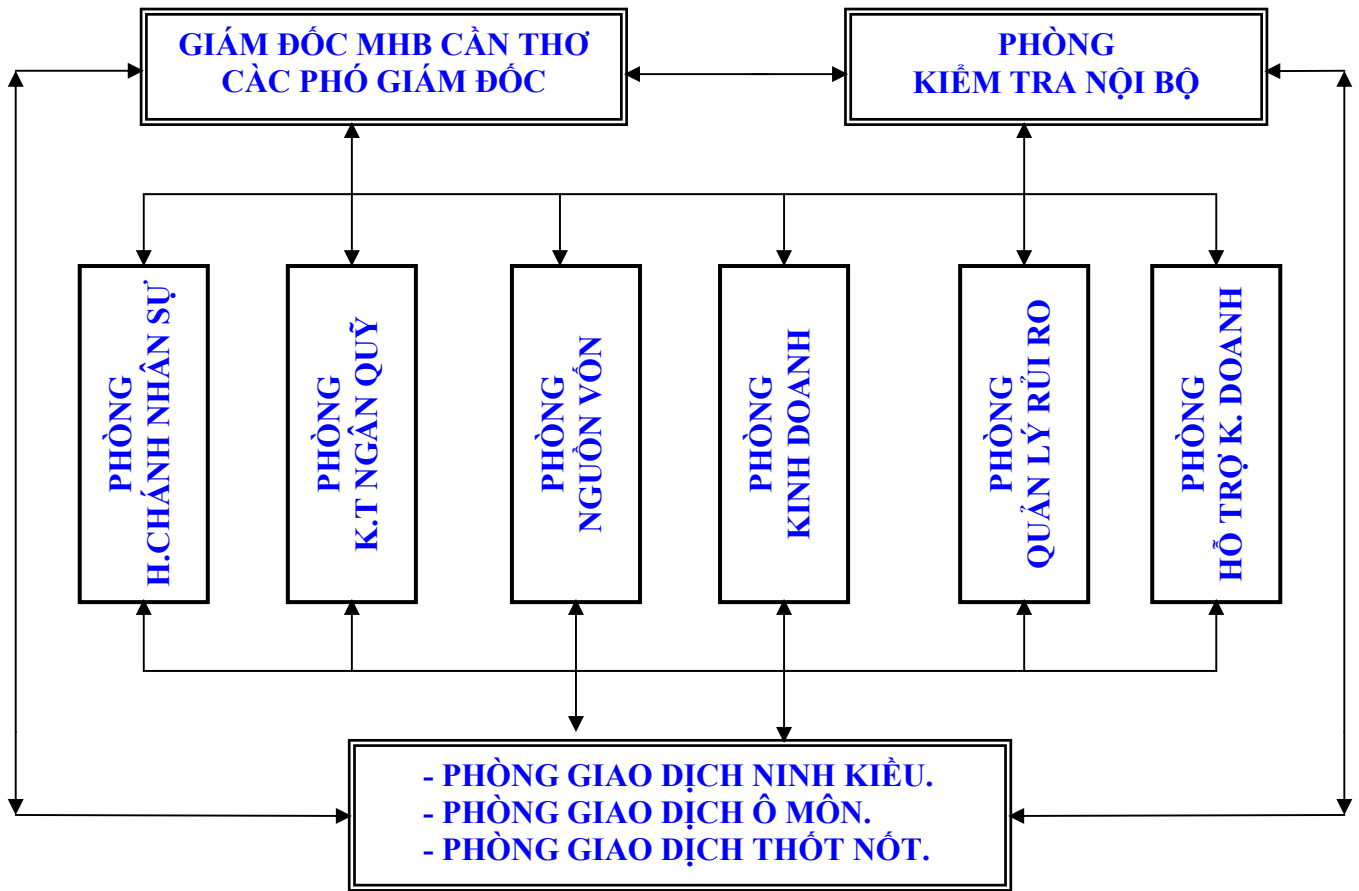 GIÁM ĐỐC MHB CẦN THƠ
CÀC PHÓ GIÁM ĐỐC
PHÒNG
KIỂM TRA NỘI BỘ
PHÒNG
H.CHÁNH NHÂN SỰ
PHÒNG
K.T NGÂN QUỸ
PHÒNG
NGUỒN VỐN
PHÒNG
KINH DOANH
PHÒNG
QUẢN LÝ RỦI RO
PHÒNG
HỖ TRỢ K. DOANH
- PHÒNG GIAO DỊCH NINH KIỀU.
- PHÒNG GIAO DỊCH Ô MÔN.
- PHÒNG GIAO DỊCH THỐT NỐT.